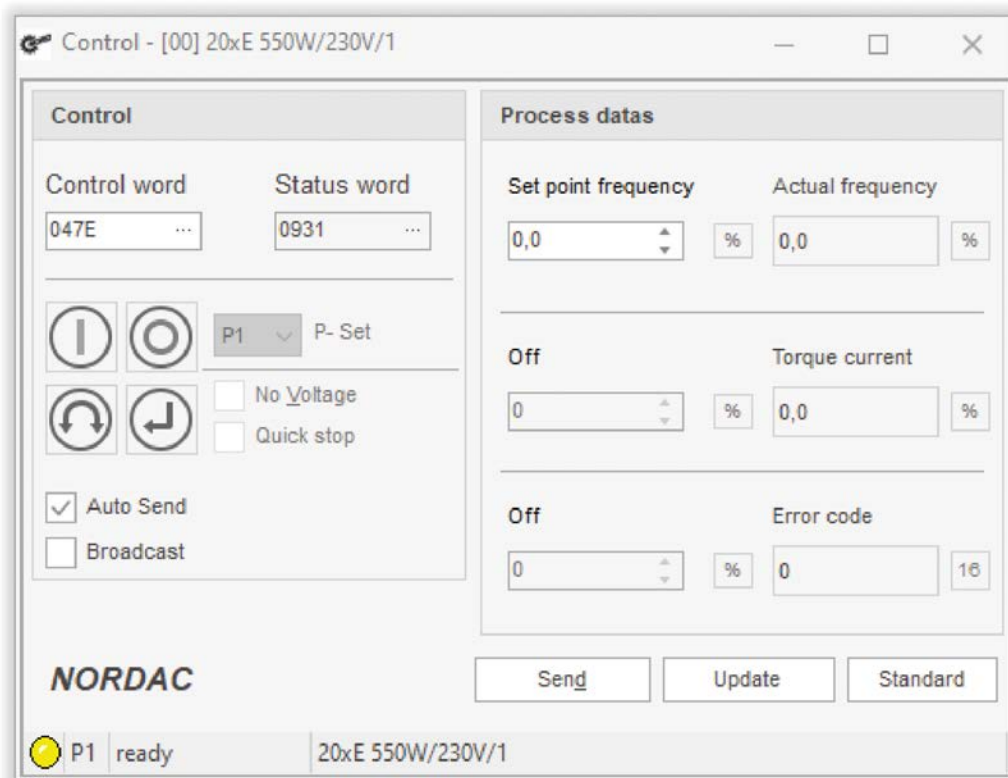 Control - [00] 20xE 550W/230V/1
Control
Control word
Status word
047E ...
0931 ...
P1
P- Set
No Voltage
Quick stop
Auto Send
Broadcast
Process datas
Set point frequency
Actual frequency
0,0
%
0,0
%
Off
Torque current
0
%
0,0
%
Off
Error code
0
%
0
16
NORDAC
Send
Update
Standard
P1
ready
20xE 550W/230V/1